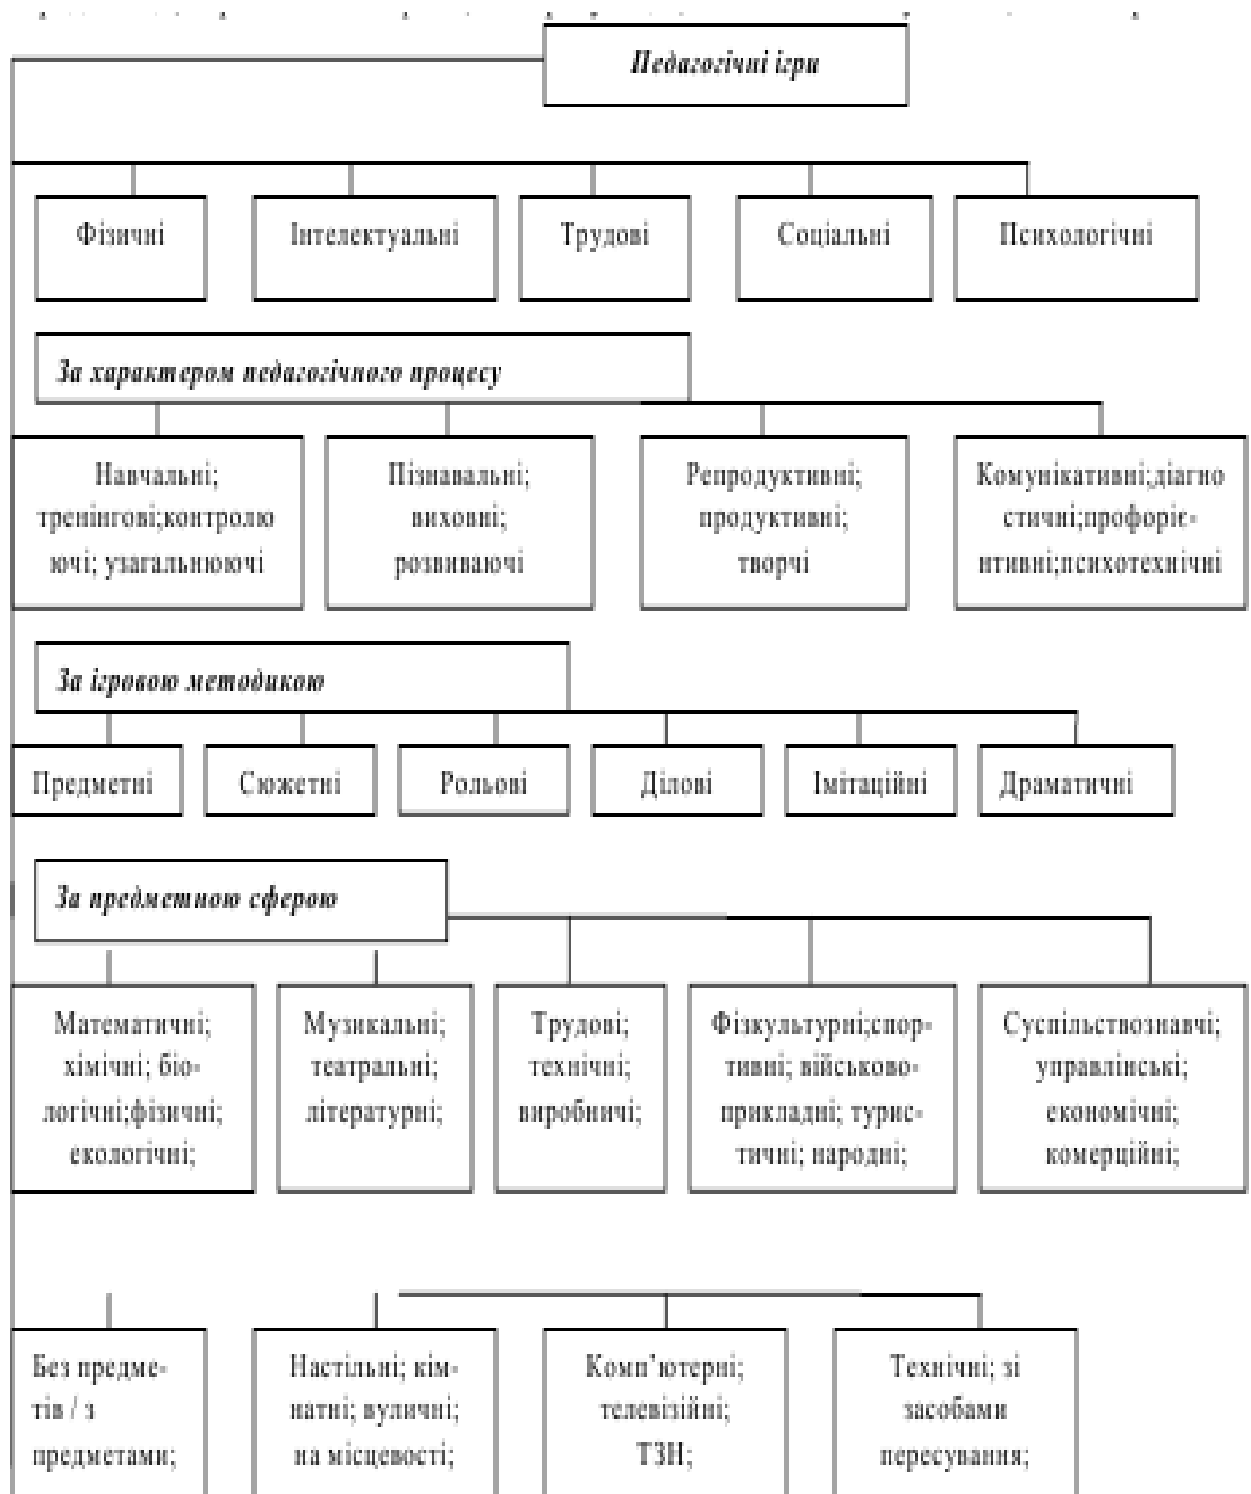 Педагогічні ігри
Фізичні
Інтелектуальні
Трудові
Соціальні
Психологічні
За характером педагогічного процесу
Навчальні;
тренінгові;контролю
ючі; узагальнюючі
Пізнавальні;
виховні;
розвиваючі
Репродуктивні;
продуктивні;
творчі
Комунікативні;діагно
стичні;профоріє-
нтивні;психотехнічні
За ігровою методикою
Предметні
Сюжетні
Рольові
Ділові
Імітаційні
Драматичні
За предметною сферою
Математичні;
хімічні; біо-
логічні;фізичні;
екологічні;
Музикальні;
театральні;
літературні;
Трудові;
технічні;
виробничі;
Фізкультурні;спор-
тивні; військово-
прикладні; турис-
тичні; народні;
Суспільствознавчі;
управлінські;
економічні;
комерційні;
Без предме-
тів / з
предметами;
Настільні; кім-
натні; вуличні;
на місцевості;
Комп’ютерні;
телевізійні;
ТЗН;
Технічні; зі
засобами
пересування;